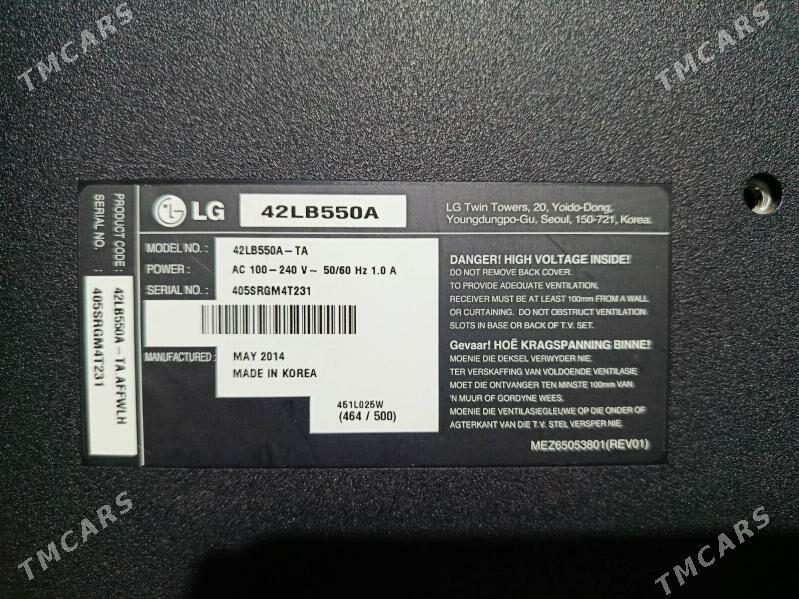 TMCARS
TMCARS
LG 42LB550A
LG Twin Towers, 20, Yoido-Dong,
Youngdungpo-Gu, Seoul, 150-721, Korea.
PRODUCT CODE : 42LB550A-TA.AFFWLH
SERIAL NO. : 405SRGM4T231
MODEL NO. : 42LB550A-TA
POWER : AC 100-240 V~ 50/60 Hz 1.0 A
SERIAL NO. : 405SRGM4T231
MANUFACTURED : MAY 2014
MADE IN KOREA
461L026W
(464 / 500)
DANGER! HIGH VOLTAGE INSIDE!
DO NOT REMOVE BACK COVER.
TO PROVIDE ADEQUATE VENTILATION,
RECEIVER MUST BE AT LEAST 100mm FROM A WALL
OR CURTAINING. DO NOT OBSTRUCT VENTILATION
SLOTS IN BASE OR BACK OF T.V. SET.
Gevaar! HOË KRAGSPANNING BINNE!
MOENIE DIE DEKSEL VERWYDER NIE.
TER VERSKAFFING VAN VOLDOENDE VENTILASIE
MOET DIE ONTVANGER TEN MINSTE 100mm VAN
'N MUUR OF GORDYNE WEES.
MOENIE DIE VENTILASIEGLEUWE OP DIE ONDER OF
AGTERKANT VAN DIE T.V. STEL VERSPER NIE.
MEZ65053801(REV01)
TMCARS
TMCARS